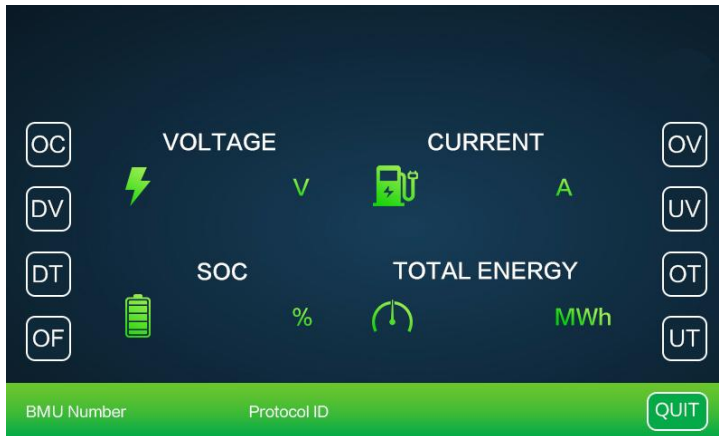 OC VOLTAGE CURRENT OV
DV V A UV
DT SOC TOTAL ENERGY OT
OF % MWh UT
BMU Number Protocol ID QUIT